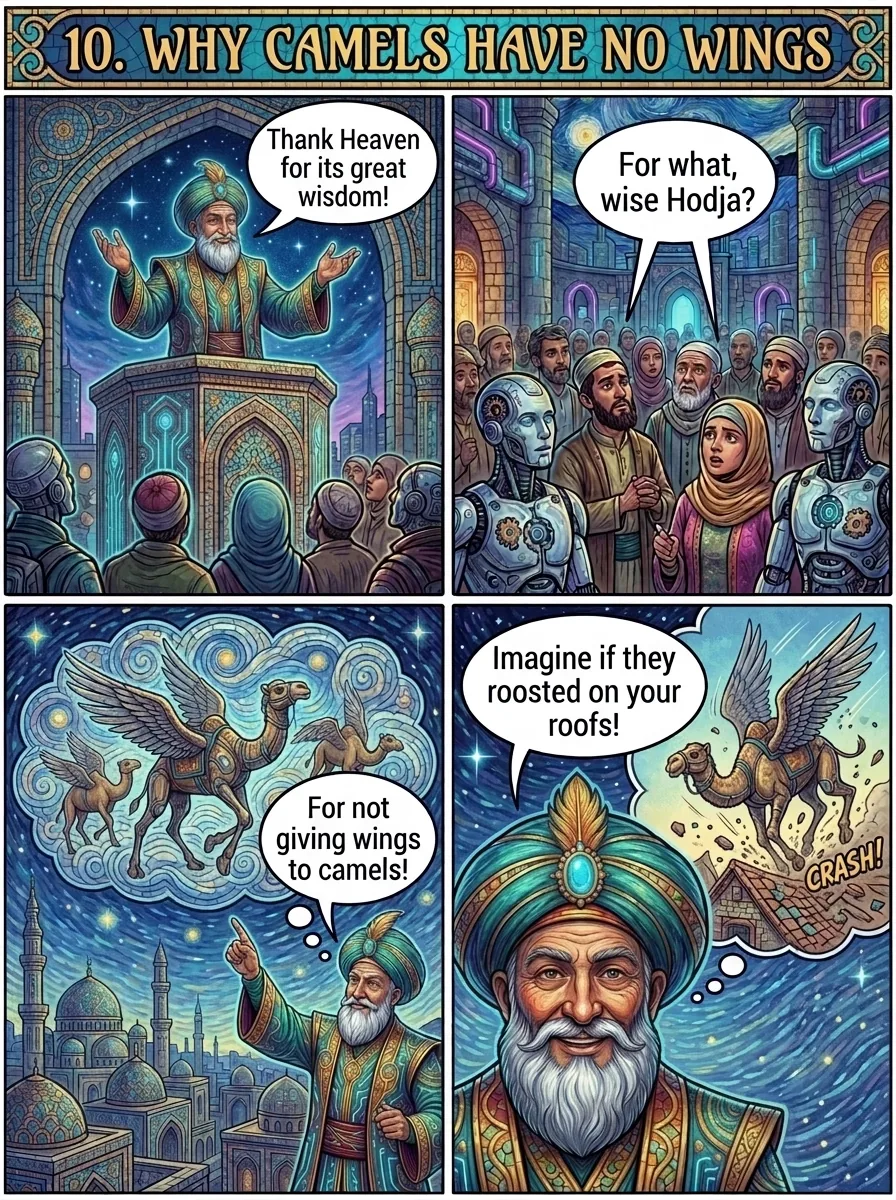 10. WHY CAMELS HAVE NO WINGS
Thank Heaven
for its great
wisdom!
For what,
wise Hodja?
For not
giving wings
to camels!
Imagine if they
roosted on your
roofs!
CRASH!